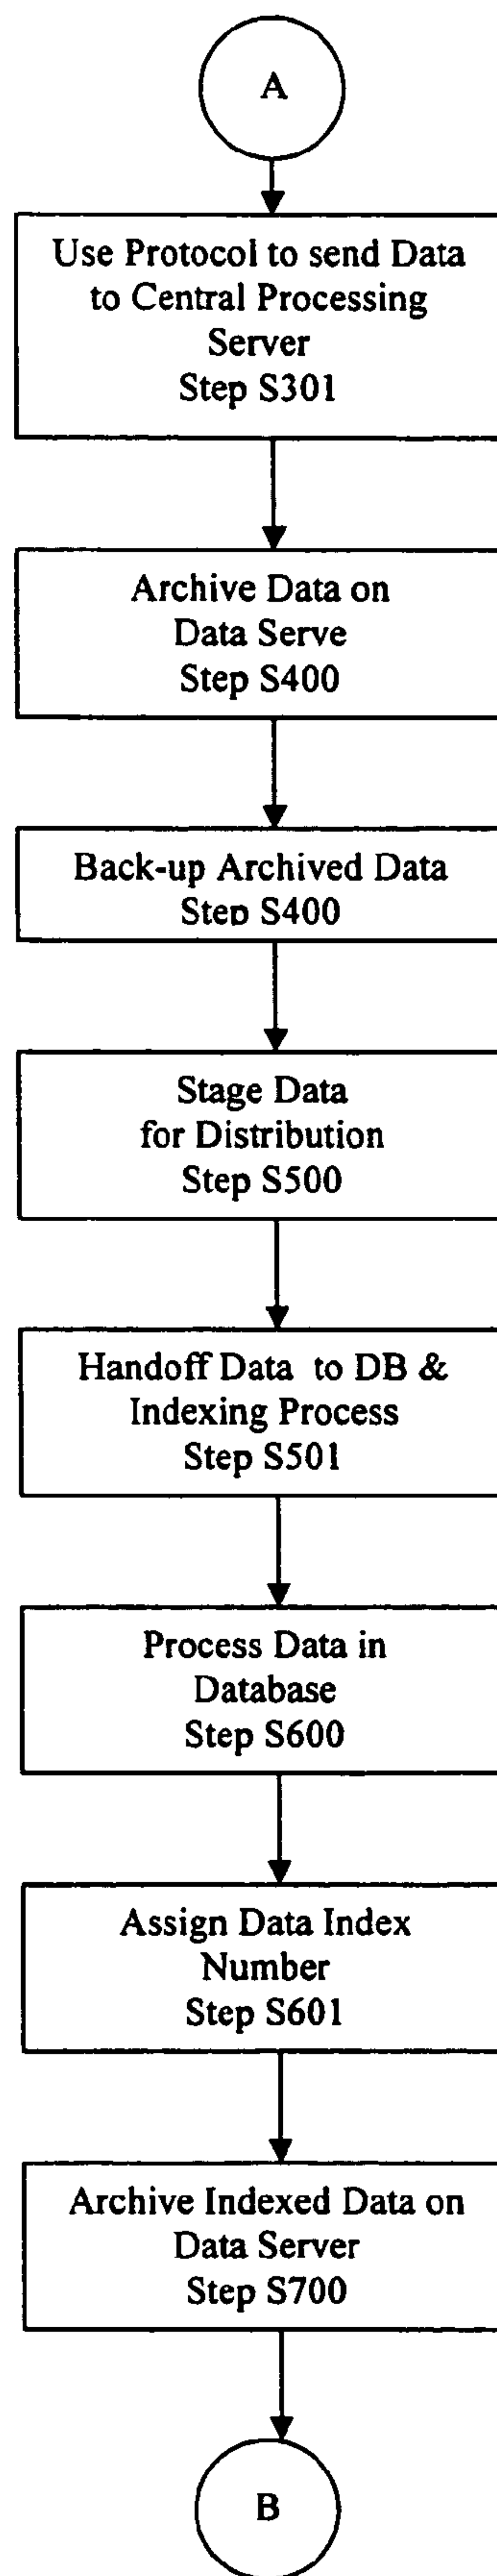 A
Use Protocol to send Data
to Central Processing
Server
Step S301
Archive Data on
Data Serve
Step S400
Back-up Archived Data
Step S400
Stage Data
for Distribution
Step S500
Handoff Data to DB &
Indexing Process
Step S501
Process Data in
Database
Step S600
Assign Data Index
Number
Step S601
Archive Indexed Data on
Data Server
Step S700
B